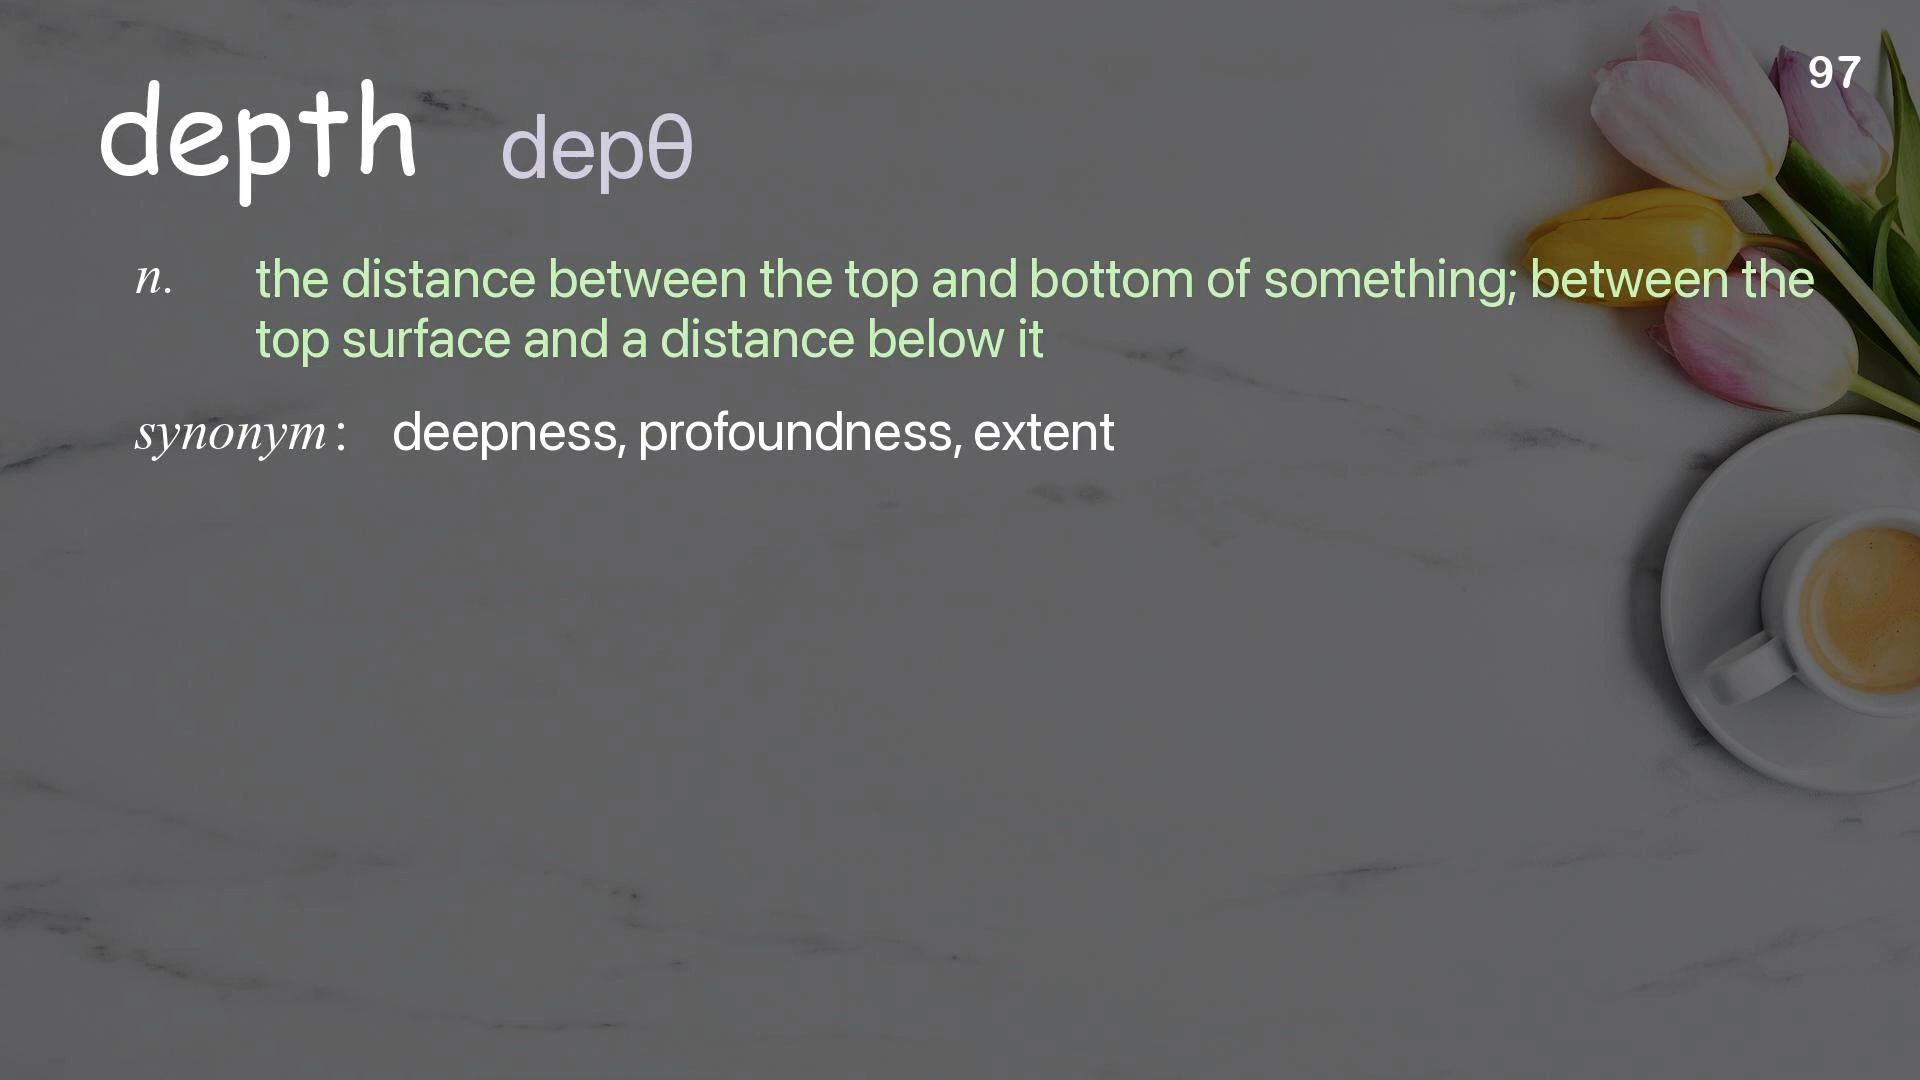 97
depth depθ
n. the distance between the top and bottom of something; between the
top surface and a distance below it
synonym: deepness, profoundness, extent